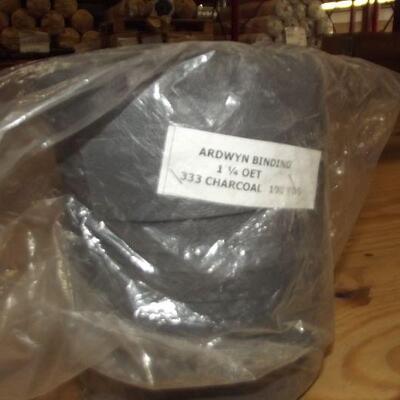 ARDWYN BINDING
1 ¼ OET
333 CHARCOAL